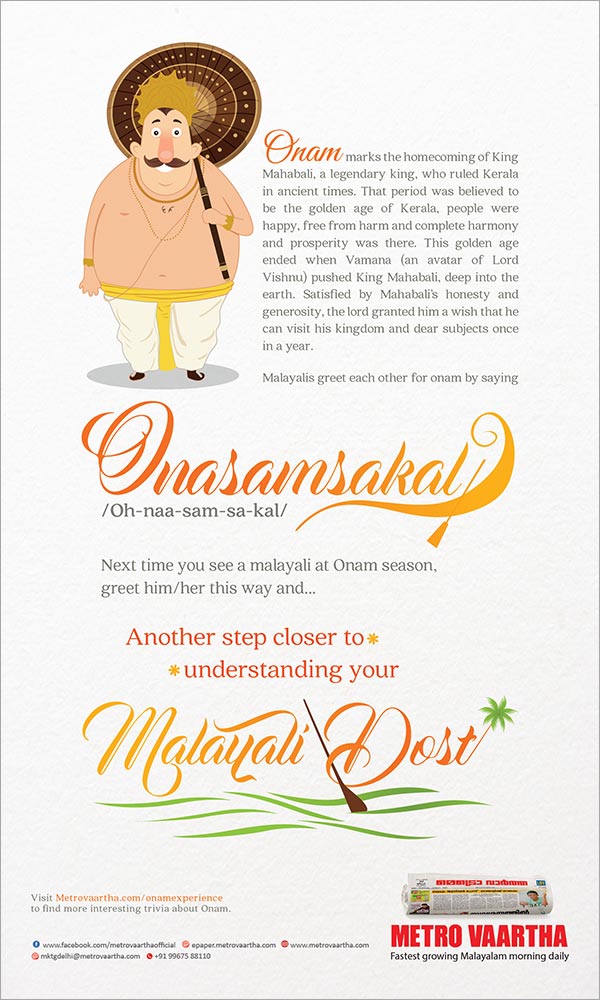 Onam marks the homecoming of King
Mahabali, a legendary king, who ruled Kerala
in ancient times. That period was believed to
be the golden age of Kerala, people were
happy, free from harm and complete harmony
and prosperity was there. This golden age
ended when Vamana (an avatar of Lord
Vishnu) pushed King Mahabali, deep into the
earth. Satisfied by Mahabali's honesty and
generosity, the lord granted him a wish that he
can visit his kingdom and dear subjects once
in a year.
Malayalis greet each other for onam by saying
Onasamsakal
/Oh-naa-sam-sa-kal/
Next time you see a malayali at Onam season,
greet him/her this way and...
Another step closer to*
*understanding your
Malayali Dost
Visit Metrovaartha.com/onamexperience
to find more interesting trivia about Onam.
www.facebook.com/metrovaarthaofficial epaper.metrovaartha.com www.metrovaartha.com
mktgdelhi@metrovaartha.com +91 99675 88110
മെട്രോ വാർത്ത
METRO VAARTHA
Fastest growing Malayalam morning daily